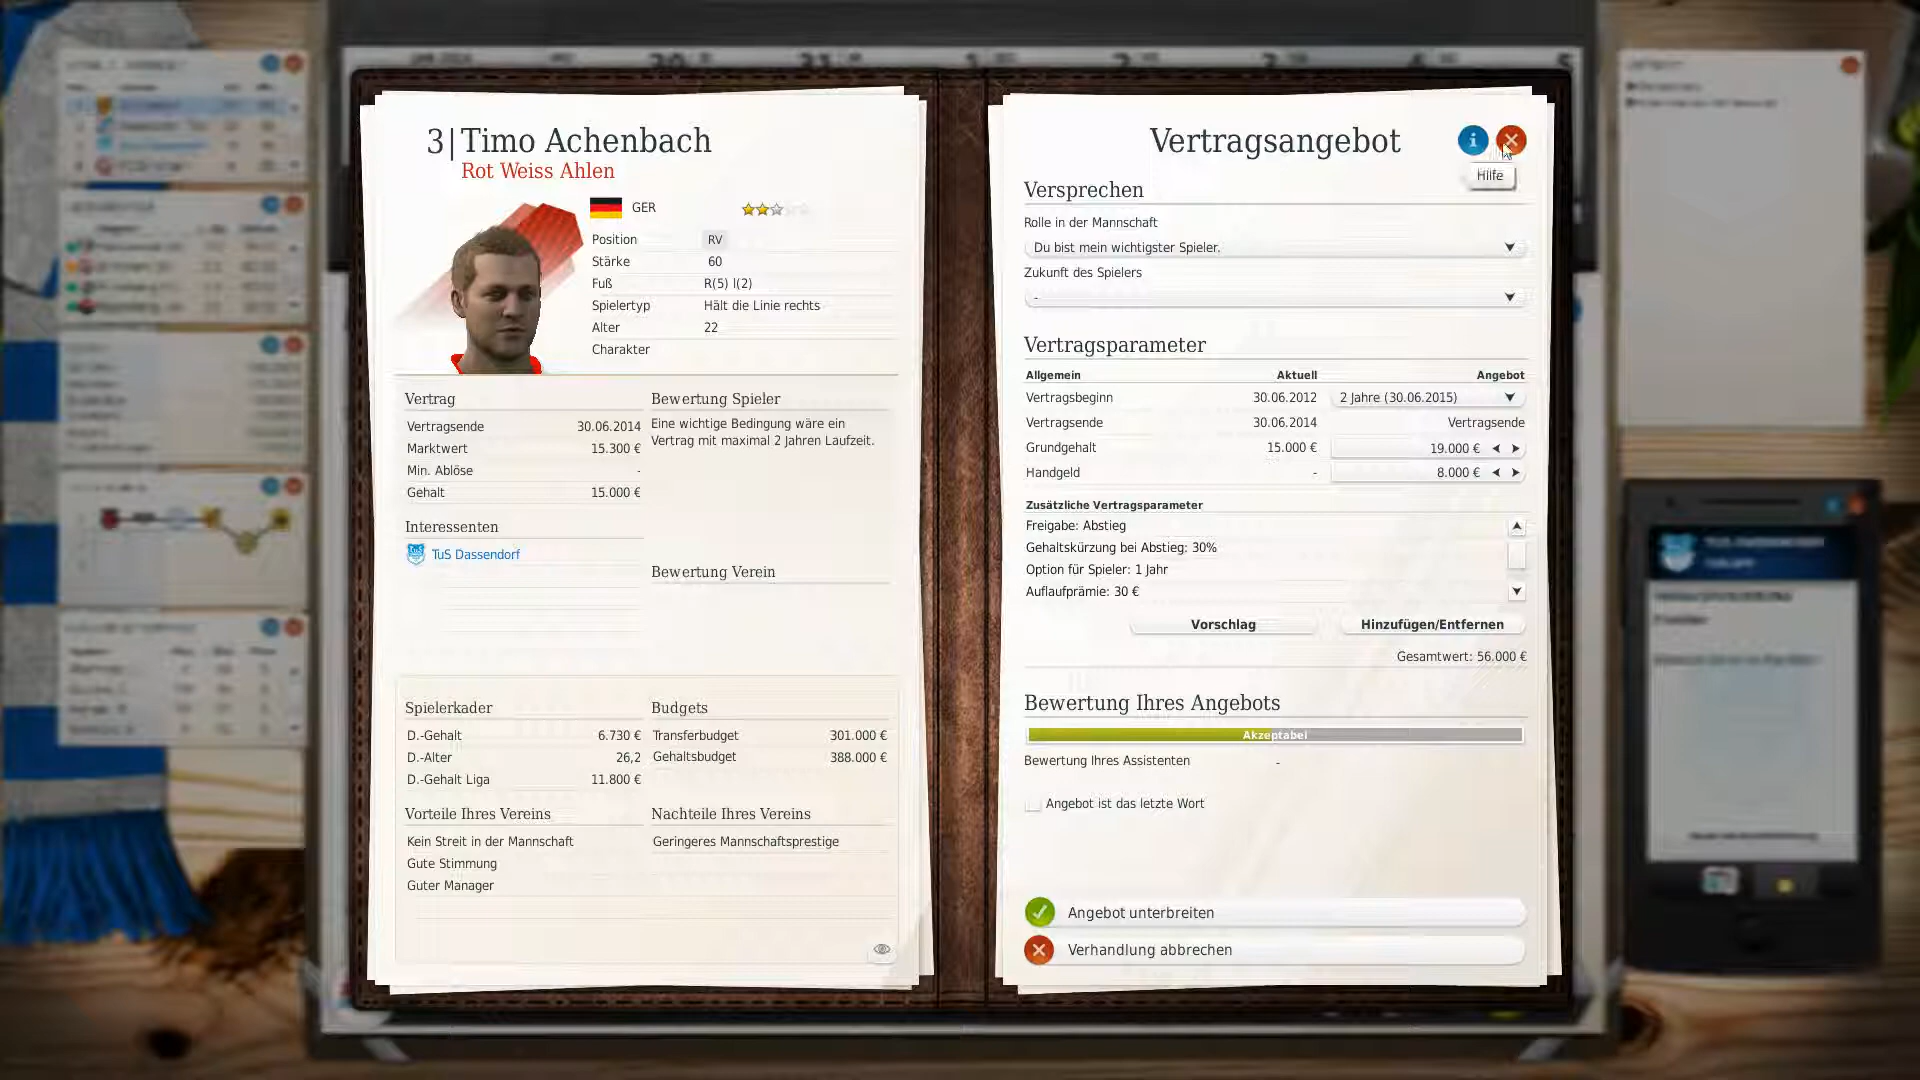 3|Timo Achenbach
Rot Weiss Ahlen
GER
Position RV
Stärke 60
Fuß R(5) l(2)
Spielertyp Hält die Linie rechts
Alter 22
Charakter
Vertrag
Vertragsende 30.06.2014
Marktwert 15.300 €
Min. Ablöse -
Gehalt 15.000 €
Interessenten
TuS Dassendorf
Bewertung Spieler
Eine wichtige Bedingung wäre ein
Vertrag mit maximal 2 Jahren Laufzeit.
Bewertung Verein
Spielerkader
D.-Gehalt 6.730 €
D.-Alter 26,2
D.-Gehalt Liga 11.800 €
Budgets
Transferbudget 301.000 €
Gehaltsbudget 388.000 €
Vorteile Ihres Vereins
Kein Streit in der Mannschaft
Gute Stimmung
Guter Manager
Nachteile Ihres Vereins
Geringeres Mannschaftsprestige
Vertragsangebot
Hilfe
Versprechen
Rolle in der Mannschaft
Du bist mein wichtigster Spieler.
Zukunft des Spielers
-
Vertragsparameter
Allgemein Aktuell Angebot
Vertragsbeginn 30.06.2012 2 Jahre (30.06.2015)
Vertragsende 30.06.2014 Vertragsende
Grundgehalt 15.000 € 19.000 €
Handgeld - 8.000 €
Zusätzliche Vertragsparameter
Freigabe: Abstieg
Gehaltskürzung bei Abstieg: 30%
Option für Spieler: 1 Jahr
Auflaufprämie: 30 €
Vorschlag Hinzufügen/Entfernen
Gesamtwert: 56.000 €
Bewertung Ihres Angebots
Akzeptabel
Bewertung Ihres Assistenten -
Angebot ist das letzte Wort
Angebot unterbreiten
Verhandlung abbrechen